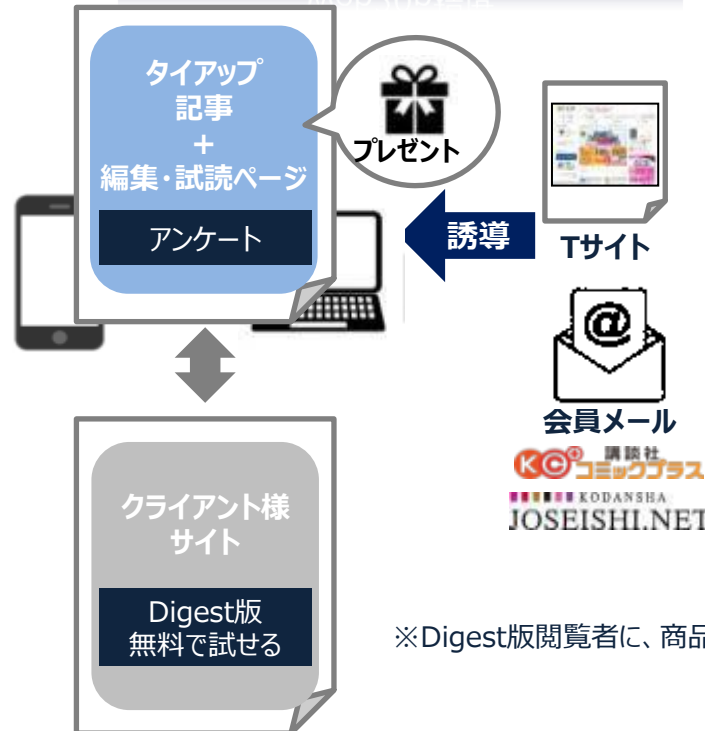 タイアップ
記事
+
編集・試読ページ
アンケート
プレゼント
誘導
Tサイト
@
会員メール
KC+ 講談社
コミックプラス
KODANSHA
JOSEISHI.NET
クライアント様
サイト
Digest版
無料で試せる
※Digest版閲覧者に、商品